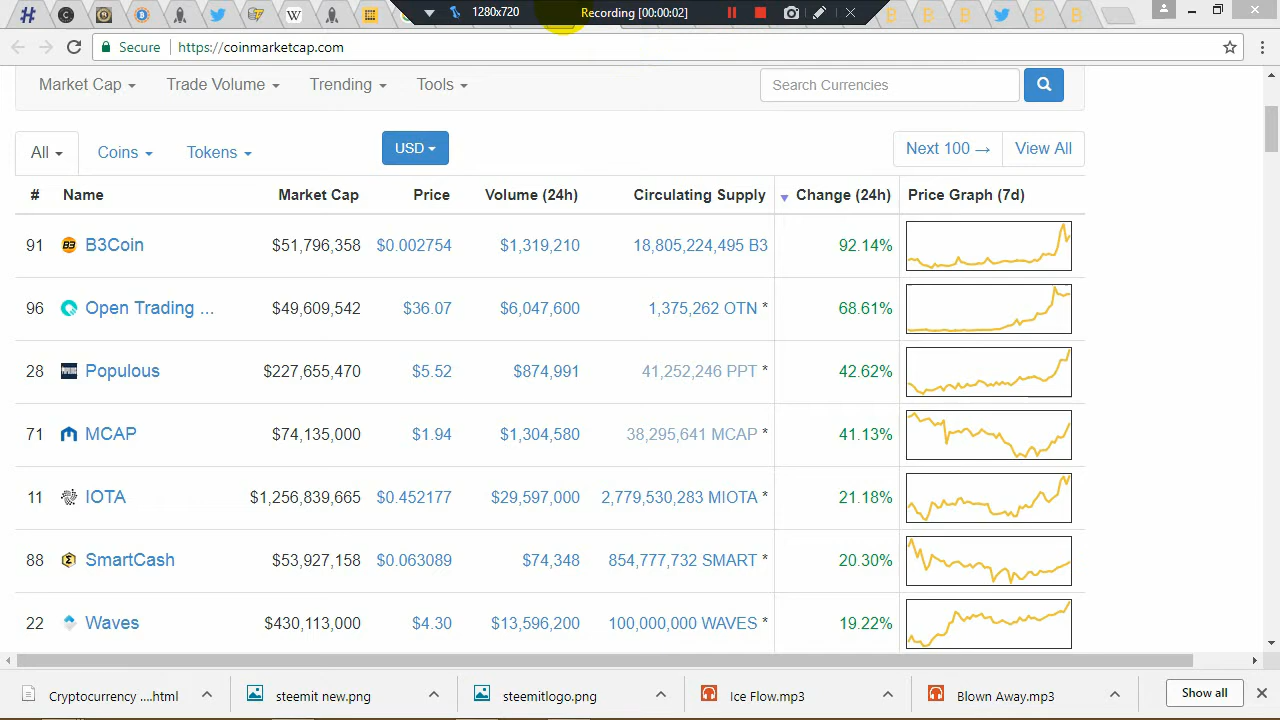 1280x720 Recording [00:00:02]
Secure https://coinmarketcap.com
Market Cap Trade Volume Trending Tools Search Currencies
All Coins Tokens USD Next 100 → View All
# Name Market Cap Price Volume (24h) Circulating Supply Change (24h) Price Graph (7d)
91 B3Coin $51,796,358 $0.002754 $1,319,210 18,805,224,495 B3 92.14%
96 Open Trading ... $49,609,542 $36.07 $6,047,600 1,375,262 OTN * 68.61%
28 Populous $227,655,470 $5.52 $874,991 41,252,246 PPT * 42.62%
71 MCAP $74,135,000 $1.94 $1,304,580 38,295,641 MCAP * 41.13%
11 IOTA $1,256,839,665 $0.452177 $29,597,000 2,779,530,283 MIOTA * 21.18%
88 SmartCash $53,927,158 $0.063089 $74,348 854,777,732 SMART * 20.30%
22 Waves $430,113,000 $4.30 $13,596,200 100,000,000 WAVES * 19.22%
Cryptocurrency ....html steemit new.png steemitlogo.png Ice Flow.mp3 Blown Away.mp3 Show all